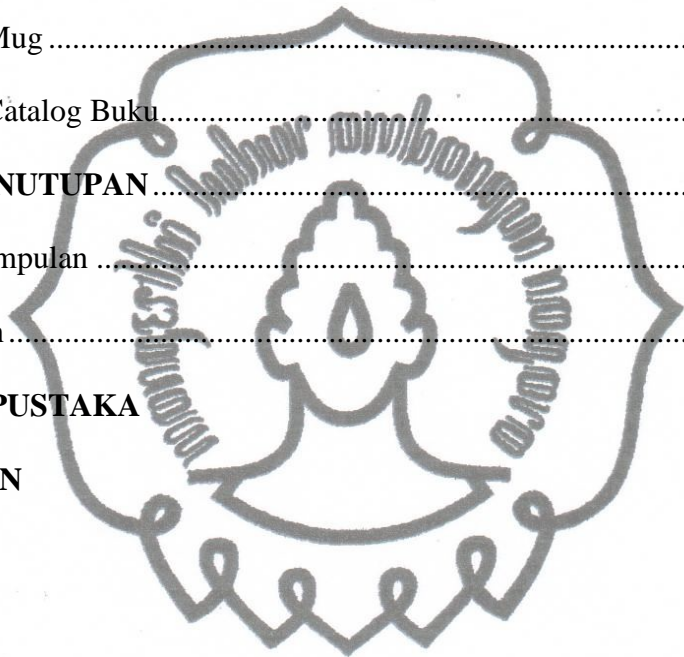 Mug ................................................................................
Catalog Buku................................................................
NUTUPAN................................................................
mpulan ..........................................................................
n......................................................................................
PUSTAKA
N